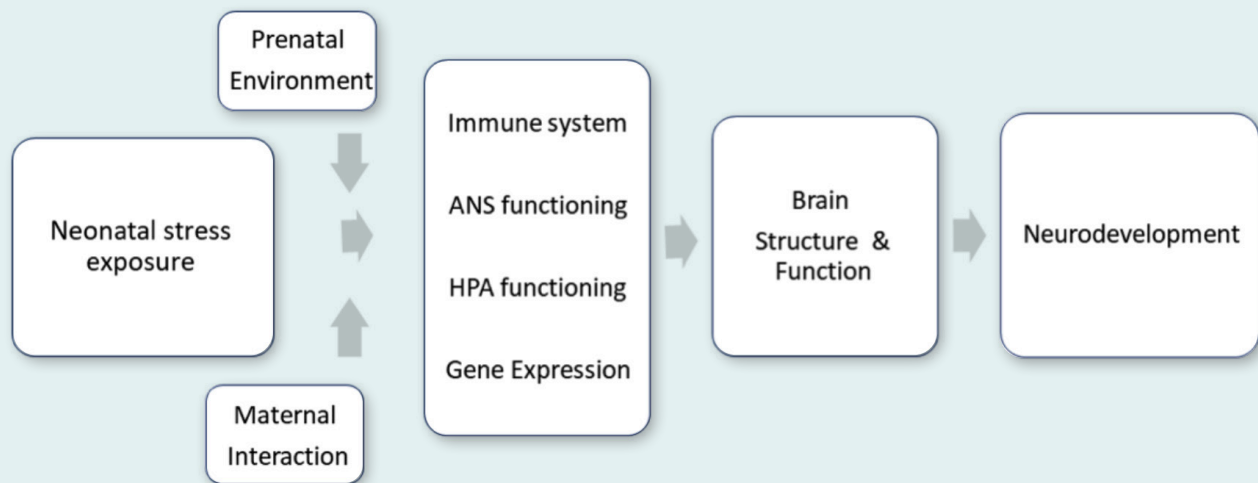 Prenatal
Environment
Neonatal stress
exposure
Maternal
Interaction
Immune system
ANS functioning
HPA functioning
Gene Expression
Brain
Structure & 
Function
Neurodevelopment